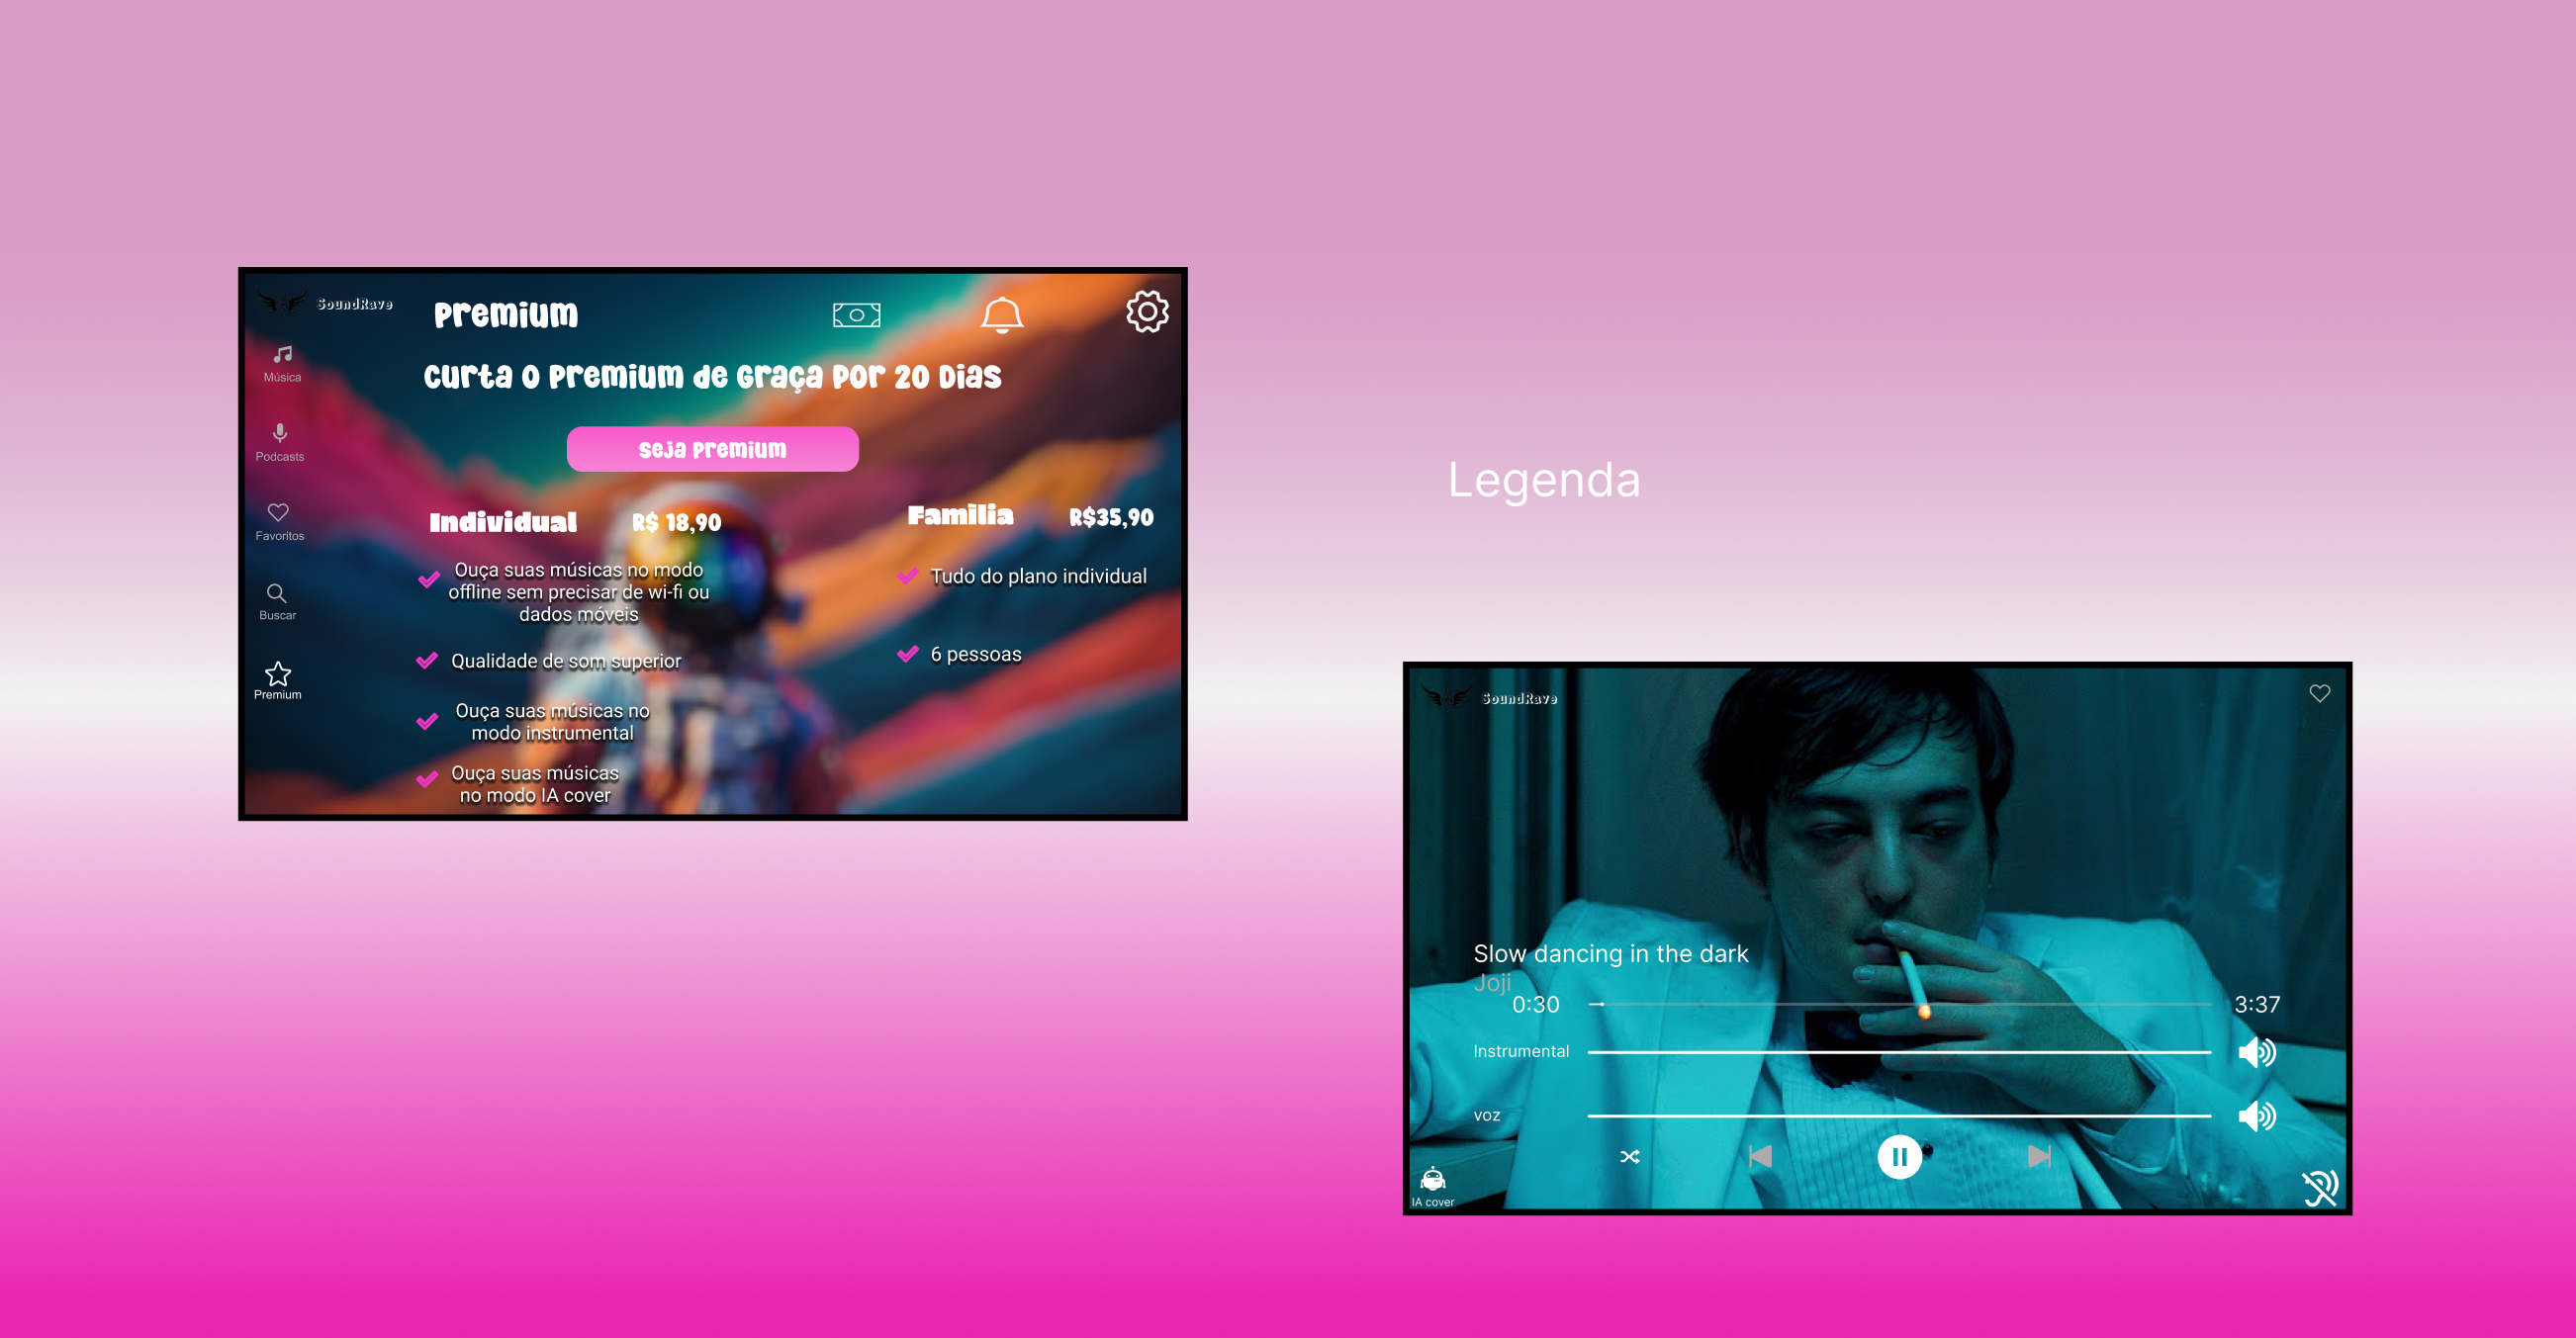 SoundRave
Premium
Música
Curta o Premium de Graça por 20 Dias
Podcasts
Seja Premium
Favoritos
Individual R$ 18,90
Familia R$35,90
Ouça suas músicas no modo
offline sem precisar de wi-fi ou
dados móveis
Tudo do plano individual
Buscar
Qualidade de som superior
6 pessoas
Premium
Ouça suas músicas no
modo instrumental
Ouça suas músicas
no modo IA cover
Legenda
SoundRave
Slow dancing in the dark
Joji
0:30 3:37
Instrumental
voz
IA cover